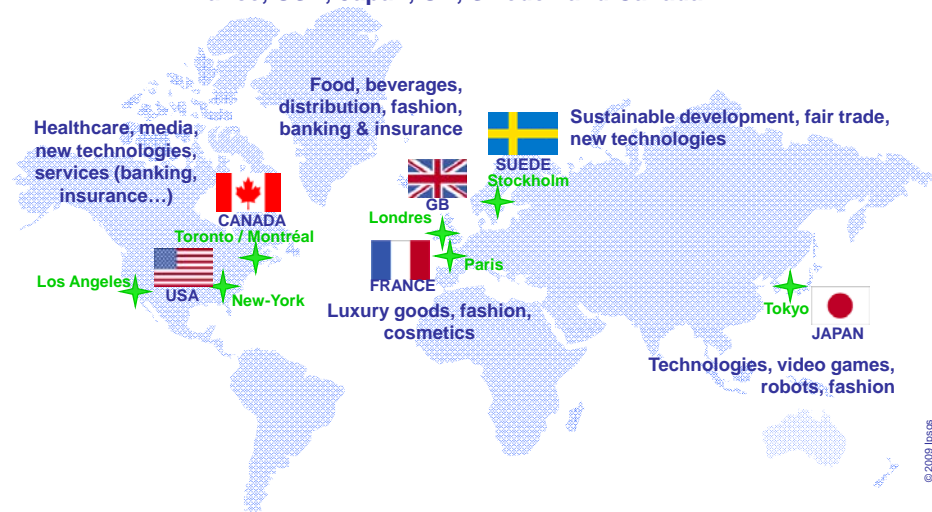 Food, beverages,
distribution, fashion,
banking & insurance
Sustainable development, fair trade,
new technologies
Healthcare, media,
new technologies,
services (banking,
insurance…)
SUEDE
Stockholm
GB
CANADA
Londres
Toronto / Montréal
Paris
Los Angeles
FRANCE
USA
New-York
Luxury goods, fashion,
cosmetics
Tokyo
JAPAN
Technologies, video games,
robots, fashion
© 2009 Ipsos